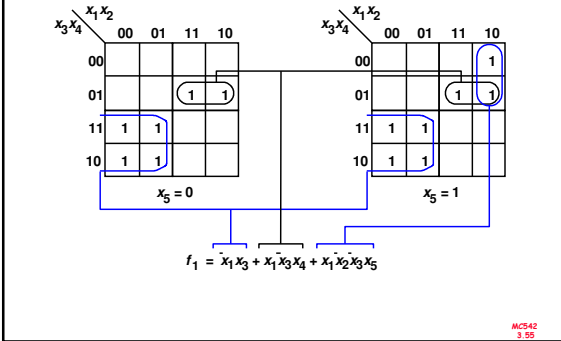 x₁x₂ x₁x₂
x₃x₄ x₃x₄
00 01 11 10 00 01 11 10
00 00 1
01 1 1 01 1 1
11 1 1 11 1 1
10 1 1 10 1 1
x₅ = 0 x₅ = 1
f₁ = x̄₁x₃ + x₁x̄₃x₄ + x₁x̄₂x̄₃x₅
MC542
3.55